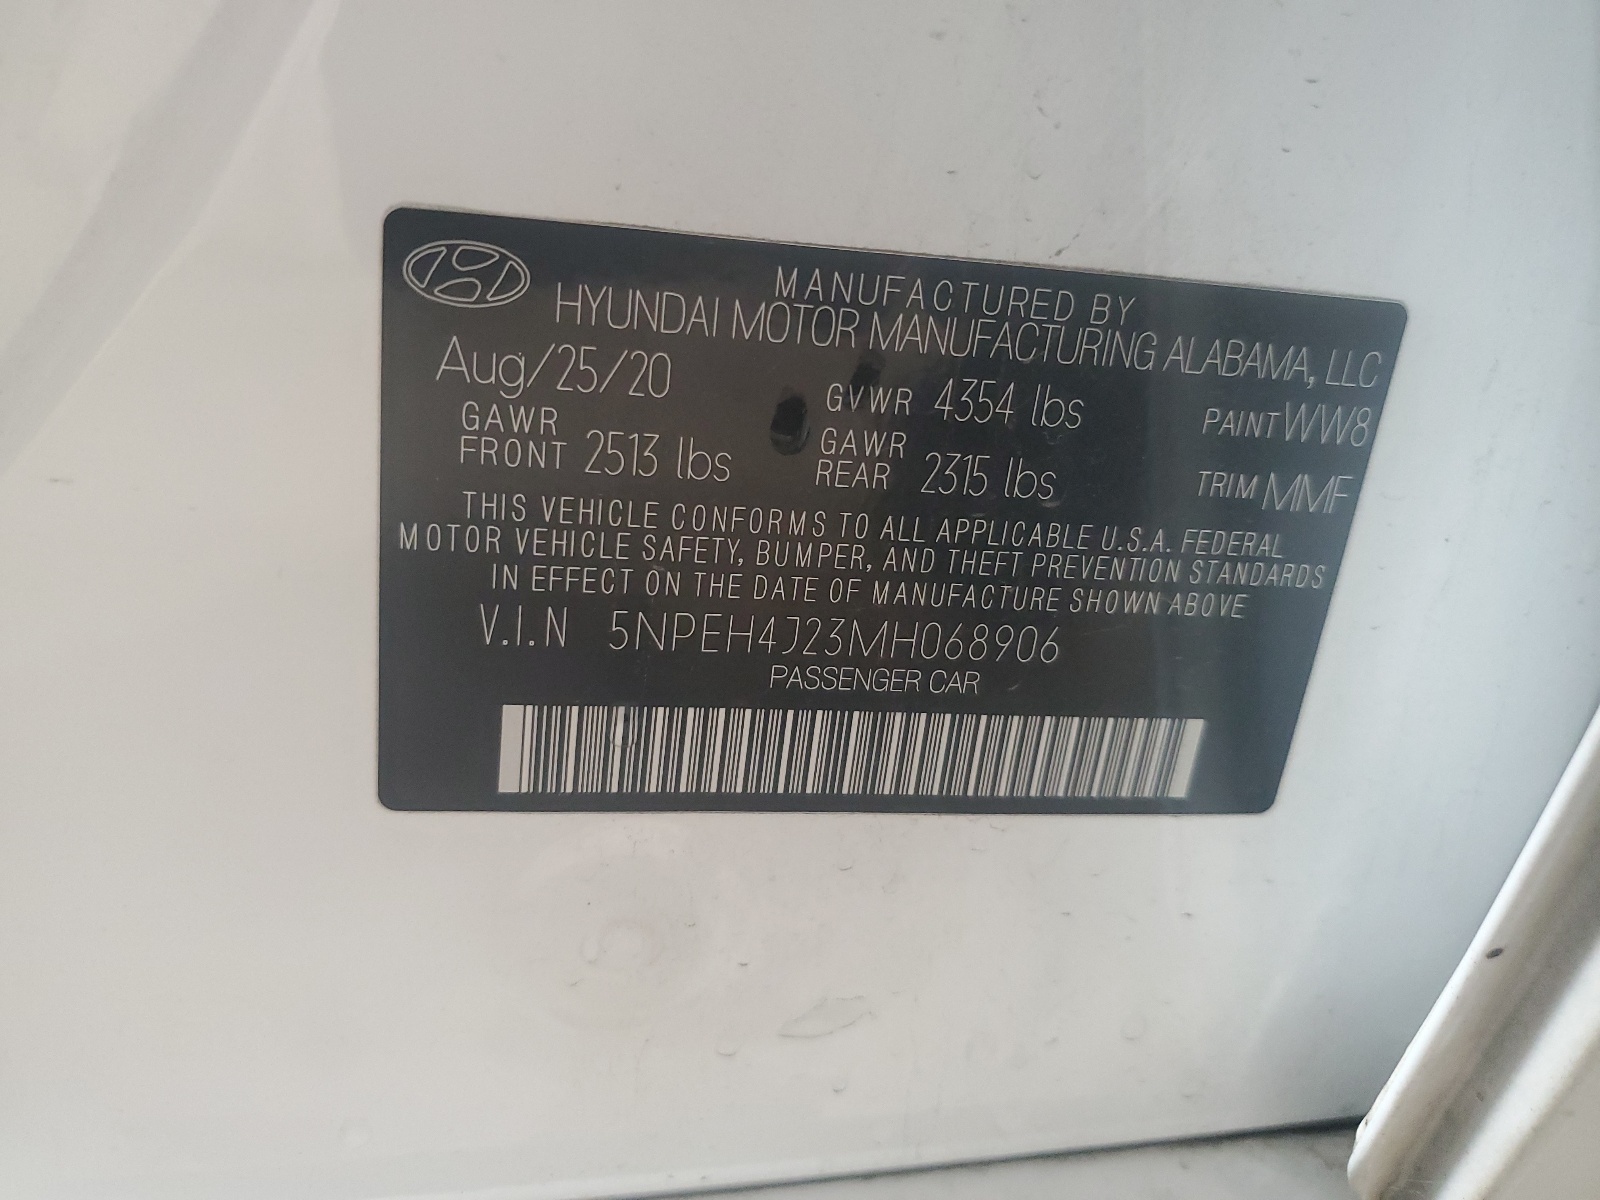 MANUFACTURED BY
HYUNDAI MOTOR MANUFACTURING ALABAMA, LLC
Aug/25/20 GVWR 4354 lbs PAINT WW8
GAWR FRONT 2513 lbs GAWR REAR 2315 lbs TRIM MMF
THIS VEHICLE CONFORMS TO ALL APPLICABLE U.S.A. FEDERAL
MOTOR VEHICLE SAFETY, BUMPER, AND THEFT PREVENTION STANDARDS
IN EFFECT ON THE DATE OF MANUFACTURE SHOWN ABOVE
V.I.N 5NPEH4J23MH068906
PASSENGER CAR